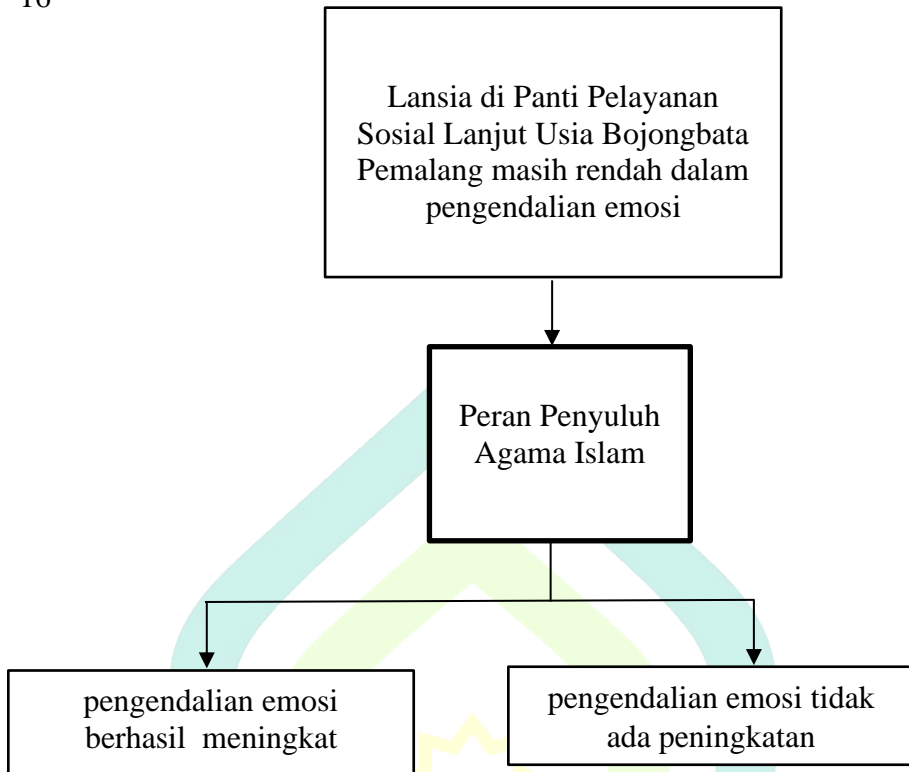 16
Lansia di Panti Pelayanan
Sosial Lanjut Usia Bojongbata
Pemalang masih rendah dalam
pengendalian emosi
Peran Penyuluh
Agama Islam
pengendalian emosi
berhasil meningkat
pengendalian emosi tidak
ada peningkatan